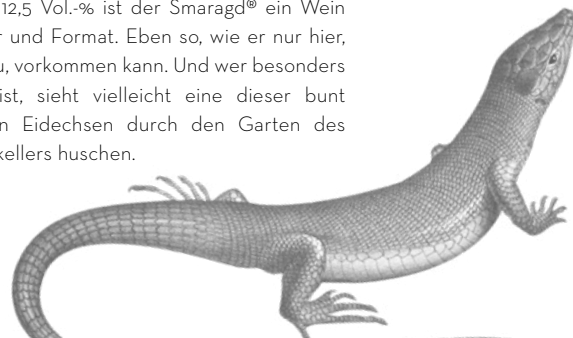 12,5 Vol.-% ist der Smaragd® ein Wein
und Format. Eben so, wie er nur hier,
vorkommen kann. Und wer besonders
ist, sieht vielleicht eine dieser bunt
Eidechsen durch den Garten des
huschen.